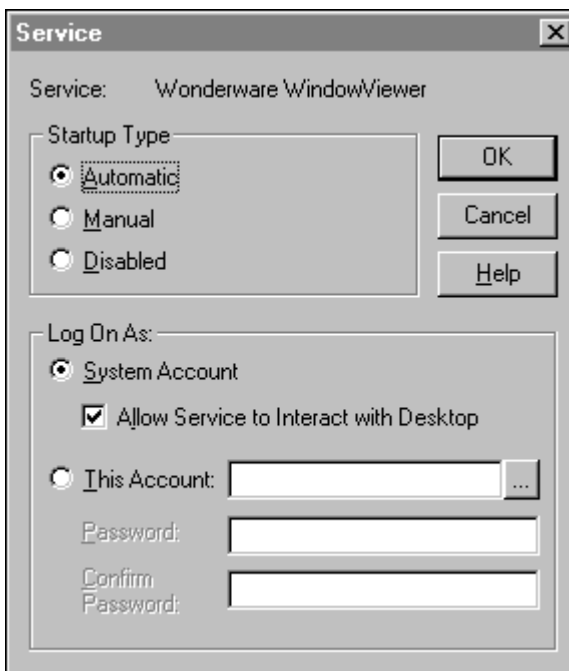 Service
Service: Wonderware WindowViewer
Startup Type
Automatic
Manual
Disabled
OK
Cancel
Help
Log On As:
System Account
Allow Service to Interact with Desktop
This Account:
...
Password:
Confirm
Password: